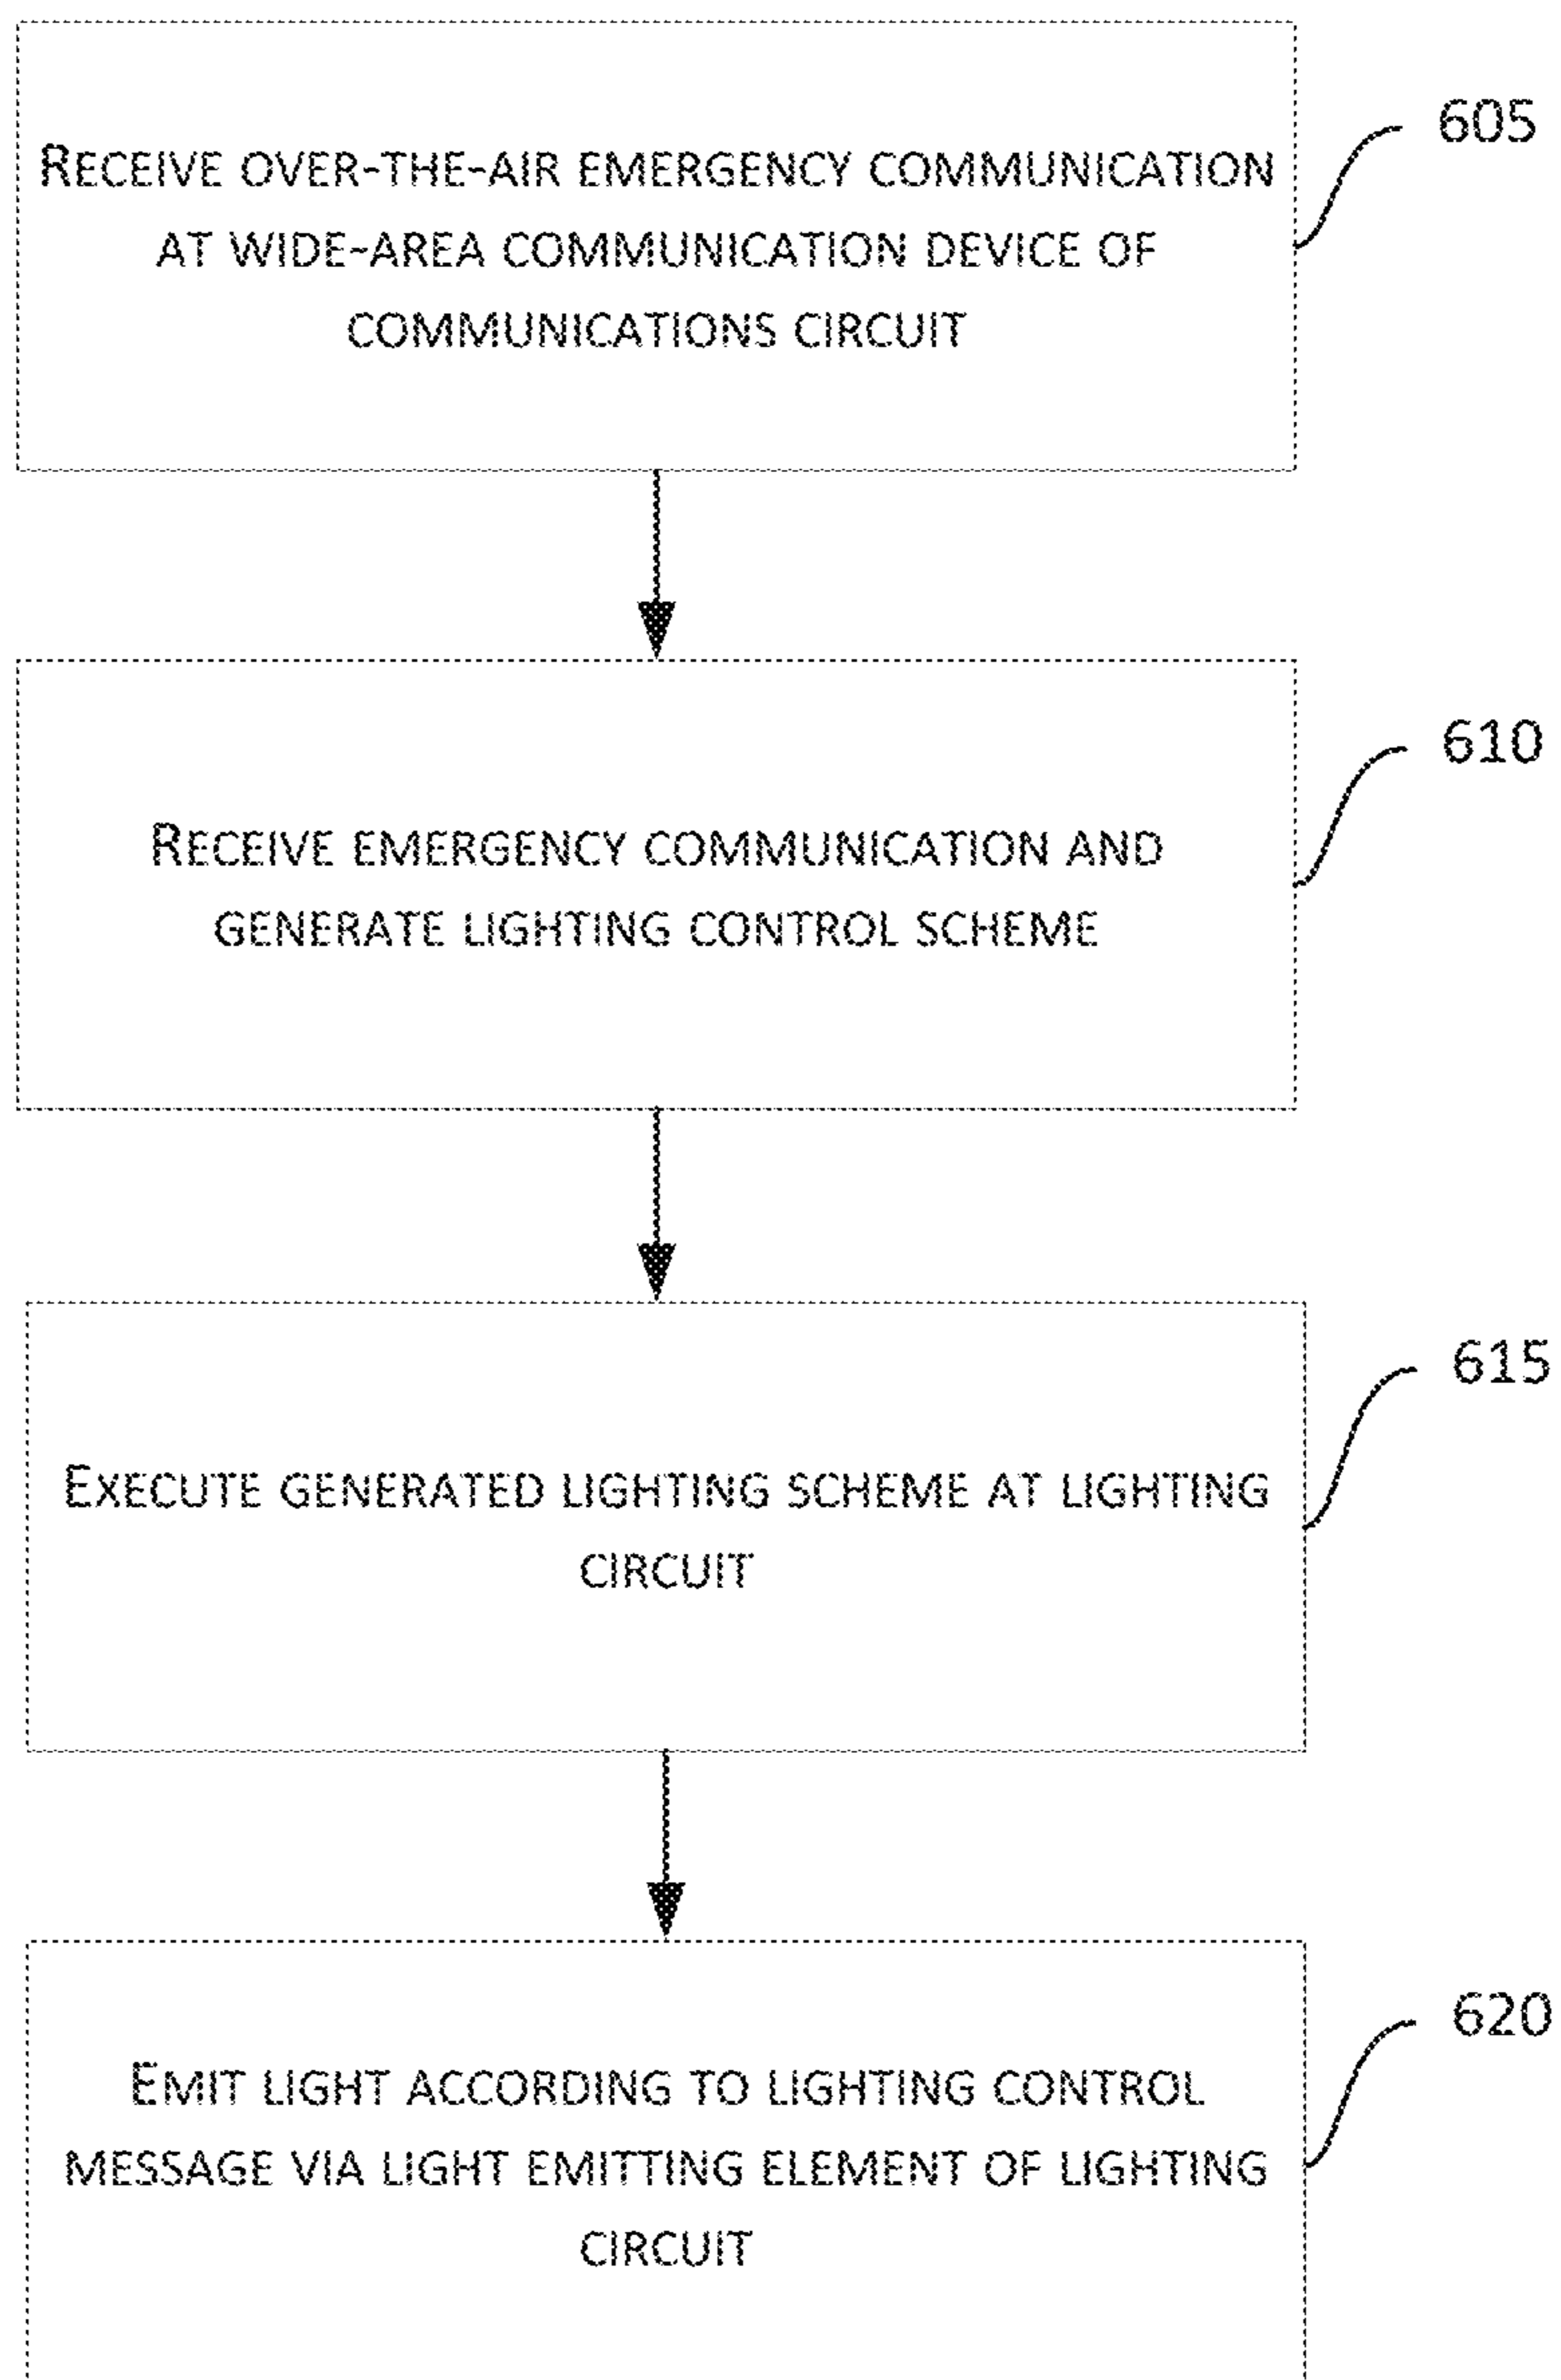 RECEIVE OVER-THE-AIR EMERGENCY COMMUNICATION
AT WIDE-AREA COMMUNICATION DEVICE OF
COMMUNICATIONS CIRCUIT
605
RECEIVE EMERGENCY COMMUNICATION AND
GENERATE LIGHTING CONTROL SCHEME
610
EXECUTE GENERATED LIGHTING SCHEME AT LIGHTING
CIRCUIT
615
EMIT LIGHT ACCORDING TO LIGHTING CONTROL
MESSAGE VIA LIGHT EMITTING ELEMENT OF LIGHTING
CIRCUIT
620